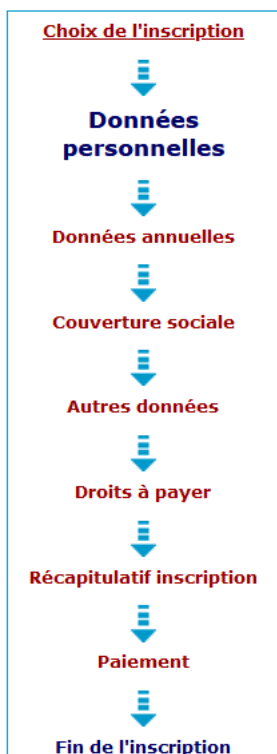 Choix de l'inscription
Données
personnelles
Données annuelles
Couverture sociale
Autres données
Droits à payer
Récapitulatif inscription
Paiement
Fin de l'inscription